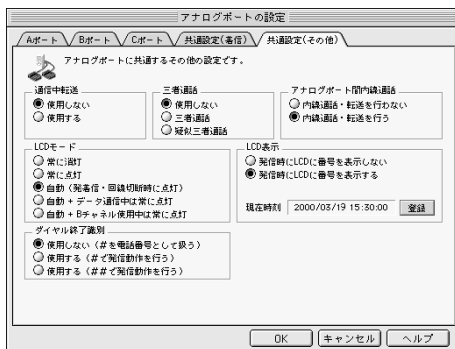 アナログポートの設定
Aポート Bポート Cポート 共通設定(着信) 共通設定(その他)
アナログポートに共通するその他の設定です。
通信中転送
使用しない
使用する
三者通話
使用しない
三者通話
疑似三者通話
アナログポート間内線通話
内線通話・転送を行わない
内線通話・転送を行う
LCDモード
常に消灯
常に点灯
自動(発着信・回線切断時に点灯)
自動+データ通信中は常に点灯
自動+Bチャネル使用中は常に点灯
LCD表示
発信時にLCDに番号を表示しない
発信時にLCDに番号を表示する
現在時刻 2000/03/19 15:30:00 登録
ダイヤル終了識別
使用しない(#を電話番号として扱う)
使用する(#で発信動作を行う)
使用する(##で発信動作を行う)
OK キャンセル ヘルプ